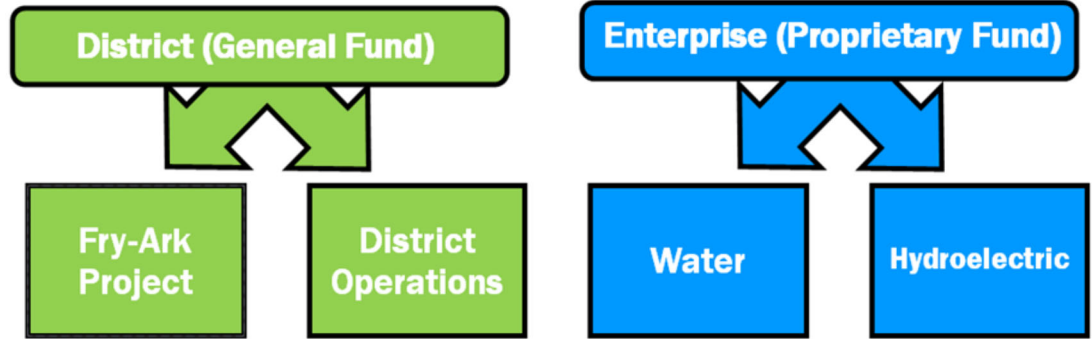 District (General Fund)
Enterprise (Proprietary Fund)
Fry-Ark
Project
District
Operations
Water
Hydroelectric